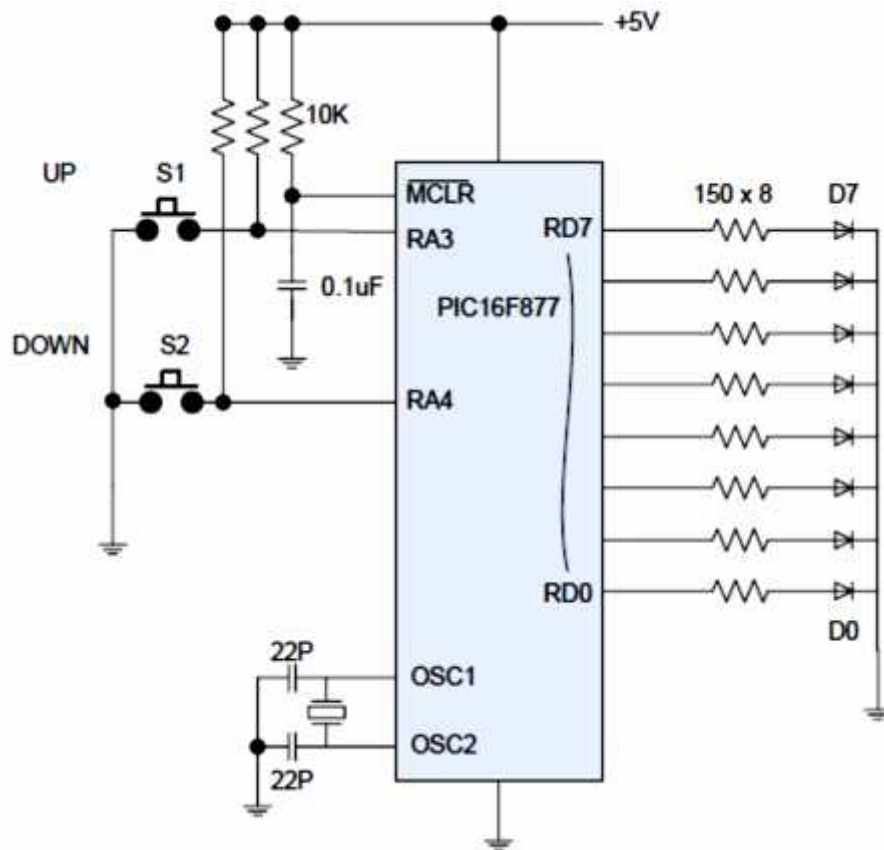 +5V
10K
UP S1
MCLR
150 x 8 D7
RA3 RD7
0.1uF
PIC16F877
DOWN S2
RA4
RD0
D0
22P
OSC1
OSC2
22P